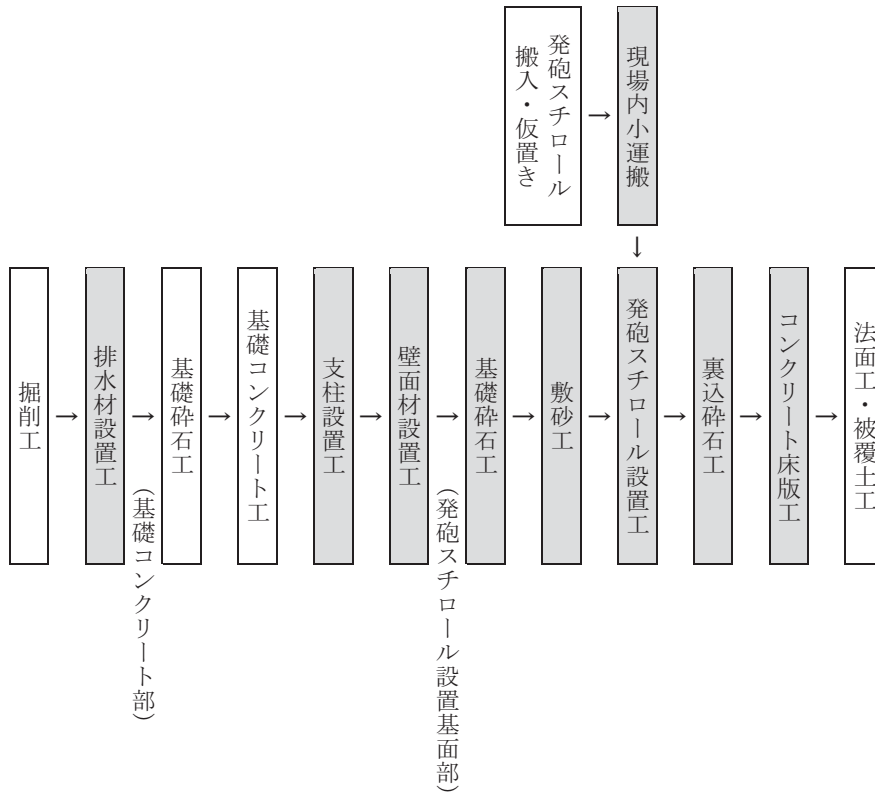 発砲スチロール
搬入・仮置き
→
現場内小運搬
↓
掘削工
→
排水材設置工
→
基礎砕石工
(基礎コンクリート部)
→
基礎コンクリート工
→
支柱設置工
→
壁面材設置工
→
基礎砕石工
(発砲スチロール設置基面部)
→
敷砂工
→
発砲スチロール設置工
→
裏込砕石工
→
コンクリート床版工
→
法面工・被覆土工